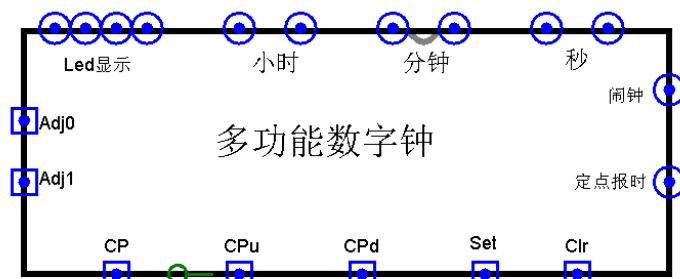 Led显示
小时
分钟
秒
闹钟
Adj0
多功能数字钟
Adj1
定点报时
CP
CPu
CPd
Set
Clr